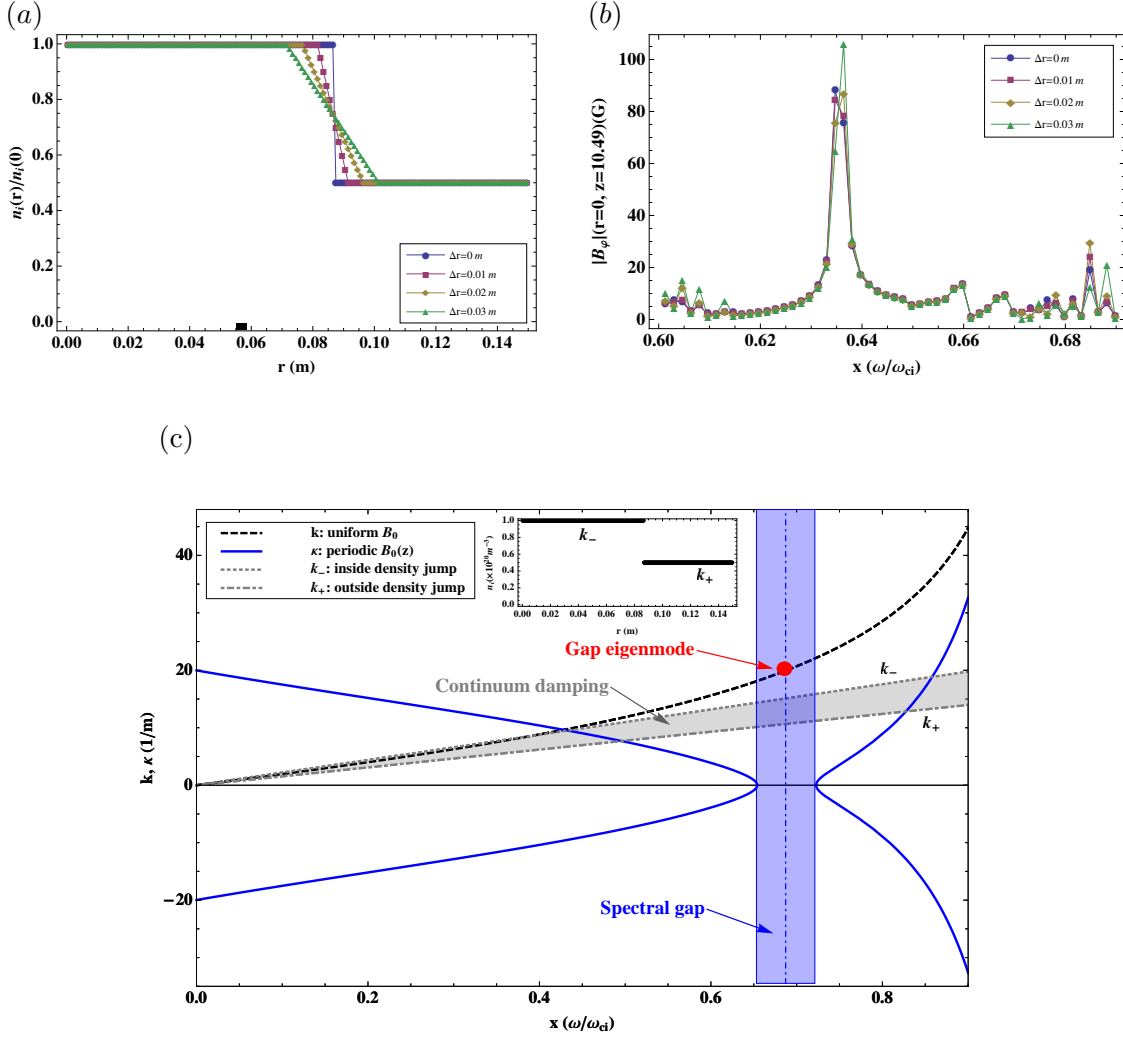 (a)
1.0
0.8
0.6
0.4
0.2
0.0
n_i(r)/n_i(0)
Δr=0 m
Δr=0.01 m
Δr=0.02 m
Δr=0.03 m
0.00 0.02 0.04 0.06 0.08 0.10 0.12 0.14
r (m)
(b)
100
80
60
40
20
0
|B_φ|(r=0, z=10.49)(G)
Δr=0 m
Δr=0.01 m
Δr=0.02 m
Δr=0.03 m
0.60 0.62 0.64 0.66 0.68
x (ω/ω_ci)
(c)
k: uniform B_0
κ: periodic B_0(z)
k_−: inside density jump
k_+: outside density jump
1.0
0.8
0.6
0.4
0.2
0.0
n_i(×10^20 m^−3)
k_−
k_+
0.00 0.02 0.04 0.06 0.08 0.10 0.12 0.14
r (m)
40
20
0
−20
k, κ (1/m)
Gap eigenmode
Continuum damping
k_−
k_+
Spectral gap
0.0 0.2 0.4 0.6 0.8
x (ω/ω_ci)